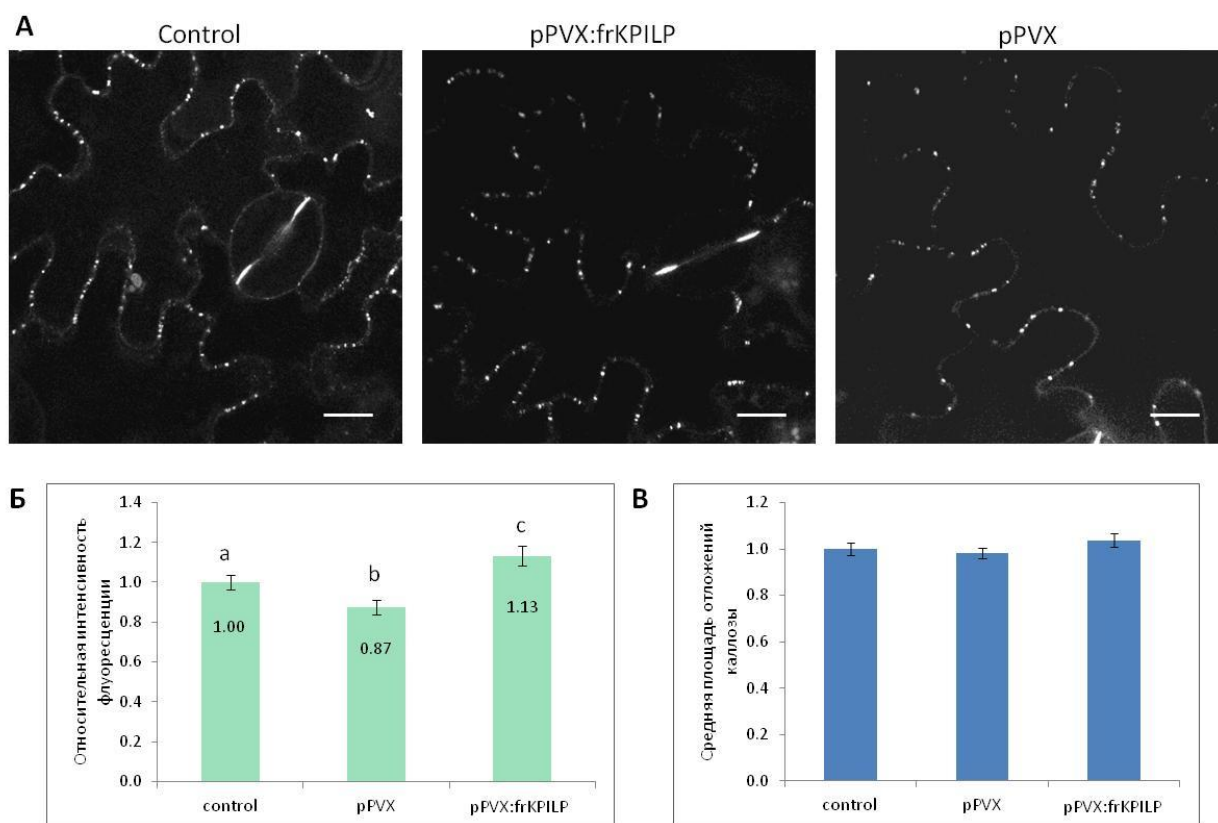 А
Control
pPVX:frKPILP
pPVX
Б
Относительная интенсивность
флуоресценции
1.4
1.2
1.0
0.8
0.6
0.4
0.2
0.0
a
b
c
1.00
0.87
1.13
control
pPVX
pPVX:frKPILP
В
Средняя площадь отложений
каллозы
1.2
1.0
0.8
0.6
0.4
0.2
0.0
control
pPVX
pPVX:frKPILP